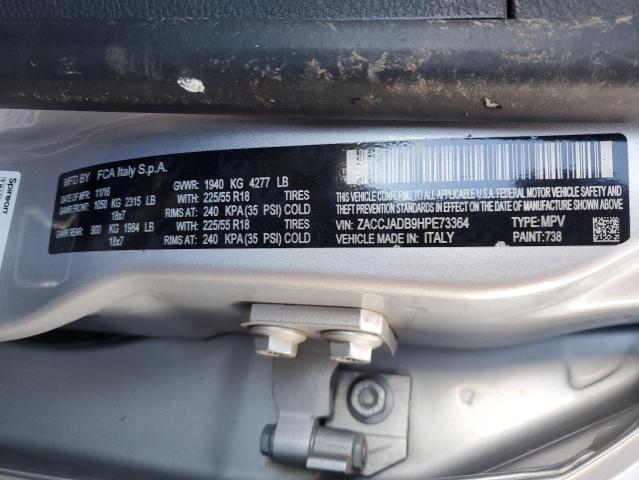 MFD BY FCA Italy S.p.A.
DATE OF MFR: 11/16 GVWR: 1940 KG 4277 LB
GAWR FRONT: 1050 KG 2315 LB WITH: 225/55 R18 TIRES
18x7 RIMS AT: 240 KPA (35 PSI) COLD
GAWR REAR: 900 KG 1984 LB WITH: 225/55 R18 TIRES
18x7 RIMS AT: 240 KPA (35 PSI) COLD
THIS VEHICLE CONFORMS TO ALL APPLICABLE U.S. FEDERAL MOTOR VEHICLE SAFETY
AND THEFT PREVENTION STANDARDS IN EFFECT ON THE DATE OF MANUFACTURE SHOWN ABOVE.
VIN: ZACCJADB9HPE73364 TYPE: MPV
VEHICLE MADE IN: ITALY PAINT: 738
Spireon